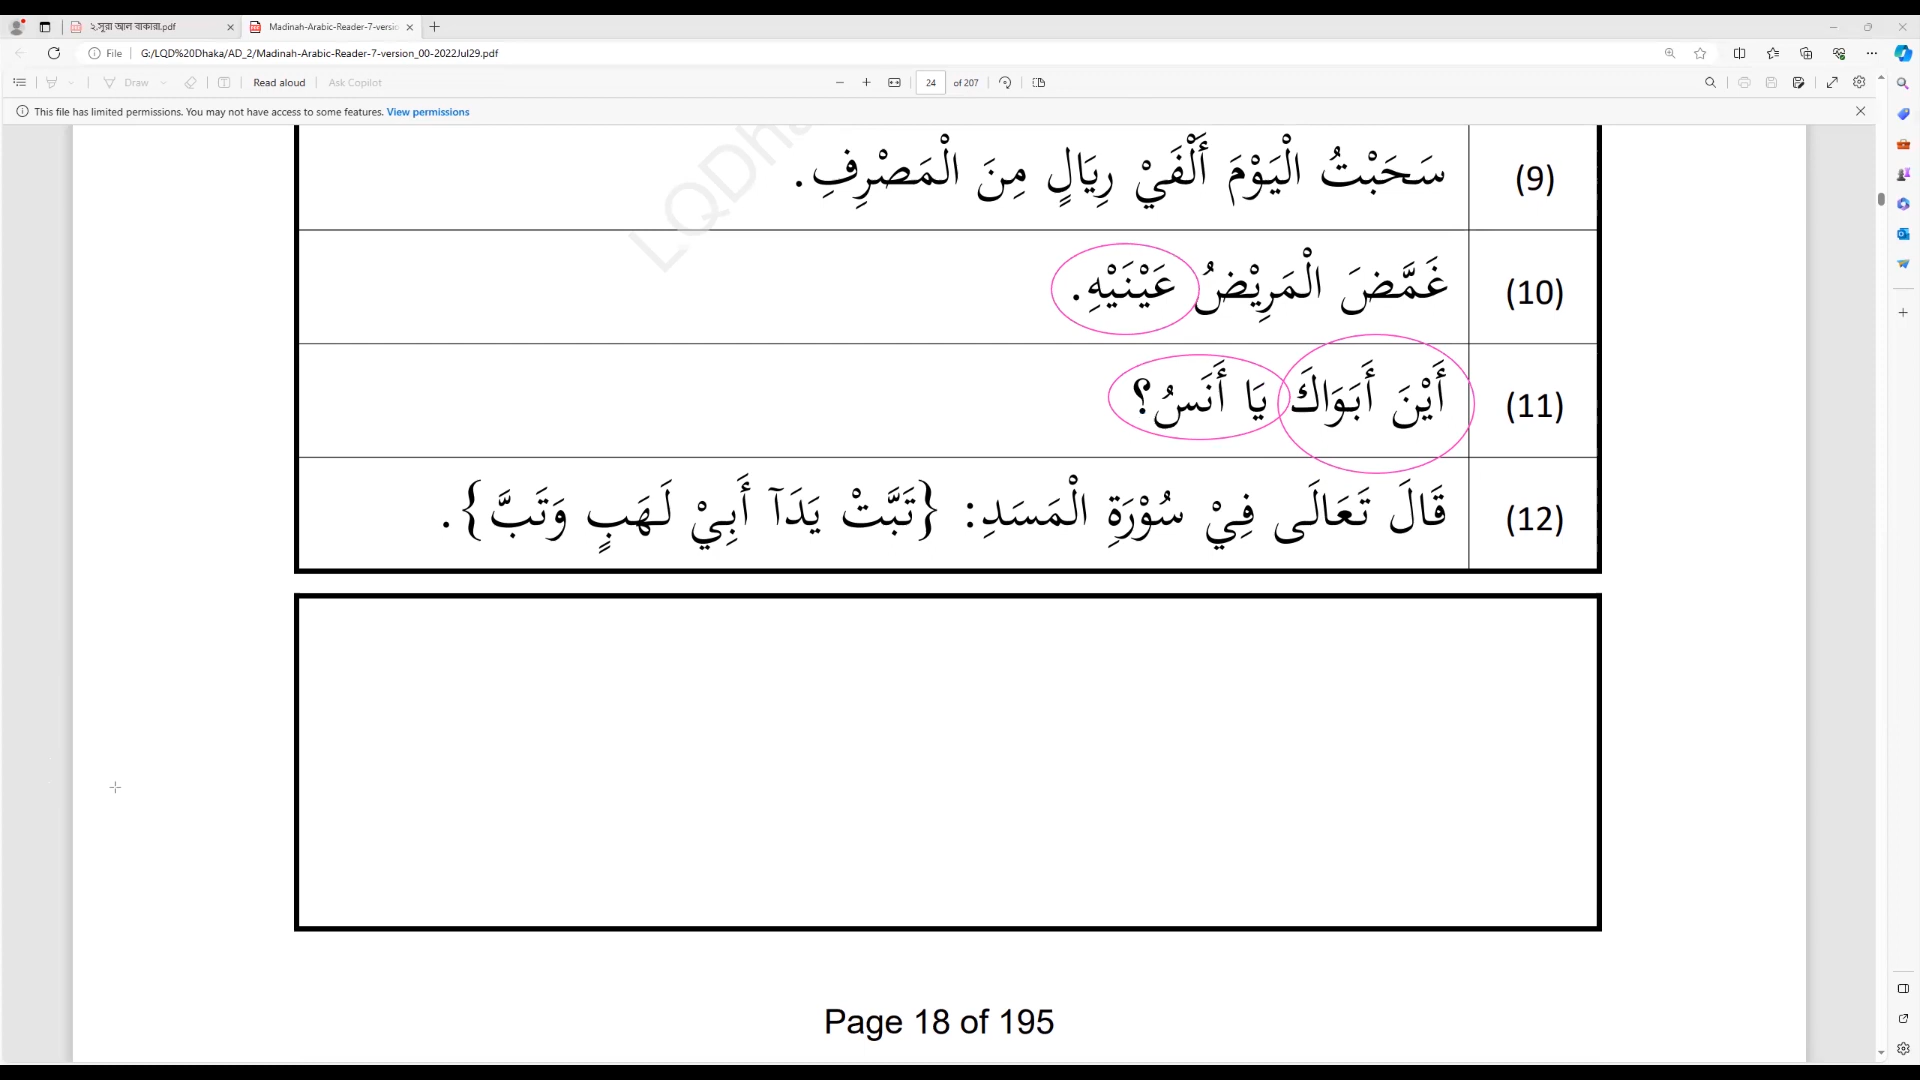 ২.সুরা আল বাকারা.pdf
Madinah-Arabic-Reader-7-versio
File
G:/LQD%20Dhaka/AD_2/Madinah-Arabic-Reader-7-version_00-2022Jul29.pdf
Draw
Read aloud
Ask Copilot
24
of 207
This file has limited permissions. You may not have access to some features. View permissions
LQDha
(9) سَحَبْتُ الْيَوْمَ أَلْفَيْ رِيَالٍ مِنَ الْمَصْرِفِ.
(10) غَمَّضَ الْمَرِيْضُ عَيْنَيْهِ.
(11) أَيْنَ أَبَوَاكَ يَا أَنَسُ؟
(12) قَالَ تَعَالَى فِيْ سُوْرَةِ الْمَسَدِ: {تَبَّتْ يَدَآ أَبِيْ لَهَبٍ وَتَبَّ}.
Page 18 of 195